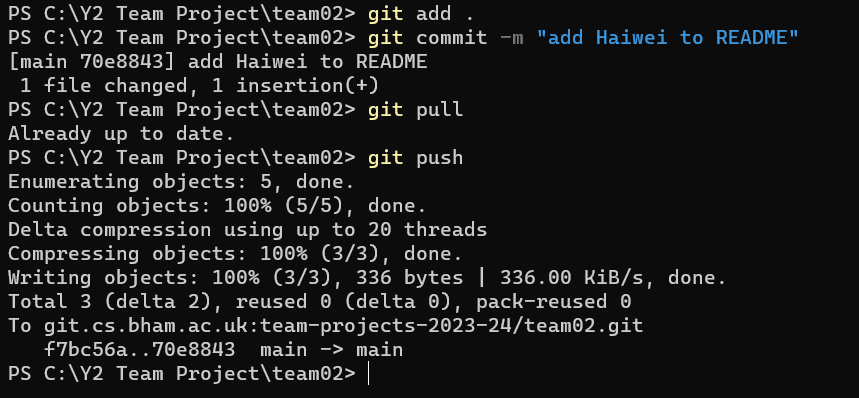 PS C:\Y2 Team Project\team02> git add .
PS C:\Y2 Team Project\team02> git commit -m "add Haiwei to README"
[main 70e8843] add Haiwei to README
 1 file changed, 1 insertion(+)
PS C:\Y2 Team Project\team02> git pull
Already up to date.
PS C:\Y2 Team Project\team02> git push
Enumerating objects: 5, done.
Counting objects: 100% (5/5), done.
Delta compression using up to 20 threads
Compressing objects: 100% (3/3), done.
Writing objects: 100% (3/3), 336 bytes | 336.00 KiB/s, done.
Total 3 (delta 2), reused 0 (delta 0), pack-reused 0
To git.cs.bham.ac.uk:team-projects-2023-24/team02.git
   f7bc56a..70e8843  main -> main
PS C:\Y2 Team Project\team02>